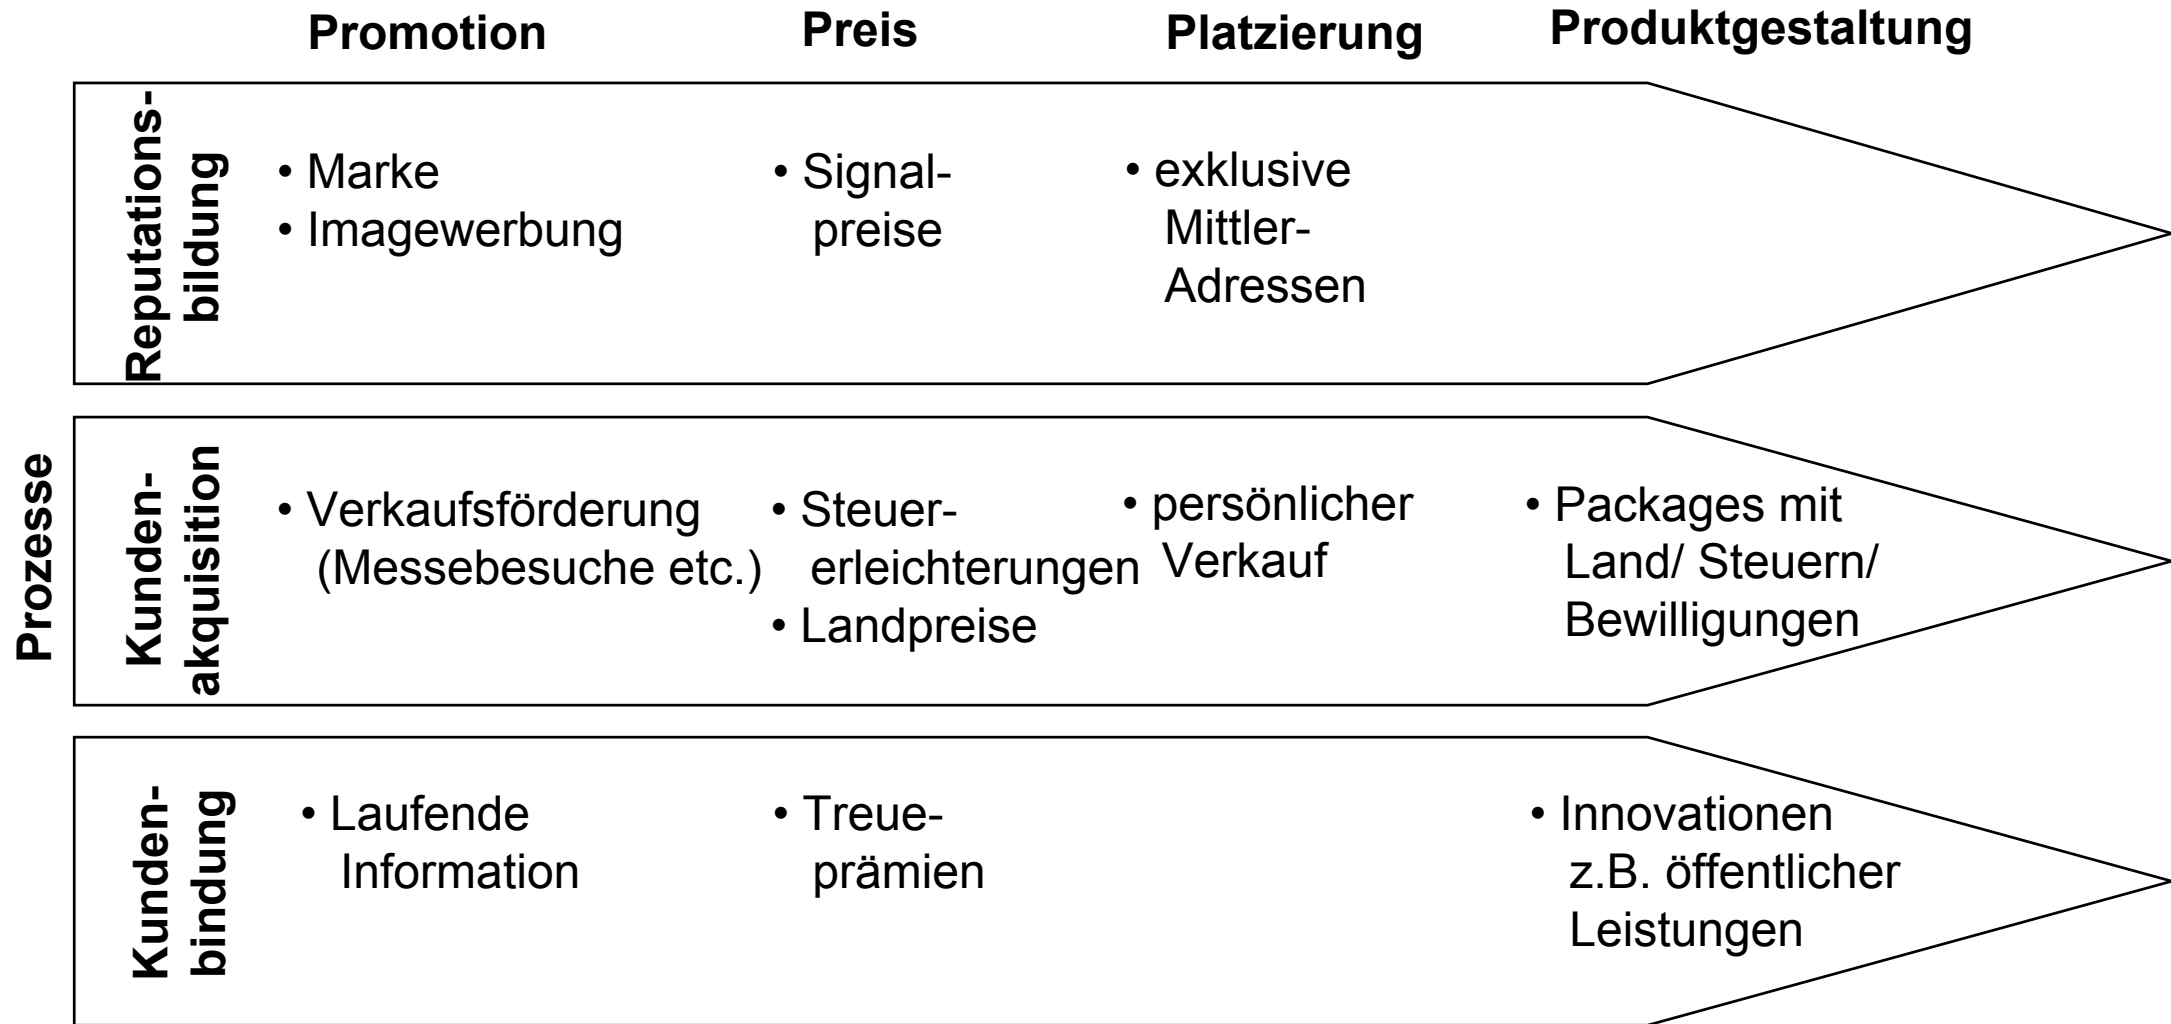 Promotion
Preis
Platzierung
Produktgestaltung
Prozesse
Reputations-
bildung
• Marke
• Imagewerbung
• Signal-
preise
• exklusive
Mittler-
Adressen
Kunden-
akquisition
• Verkaufsförderung
(Messebesuche etc.)
• Steuer-
erleichterungen
• Landpreise
• persönlicher
Verkauf
• Packages mit
Land/ Steuern/
Bewilligungen
Kunden-
bindung
• Laufende
Information
• Treue-
prämien
• Innovationen
z.B. öffentlicher
Leistungen